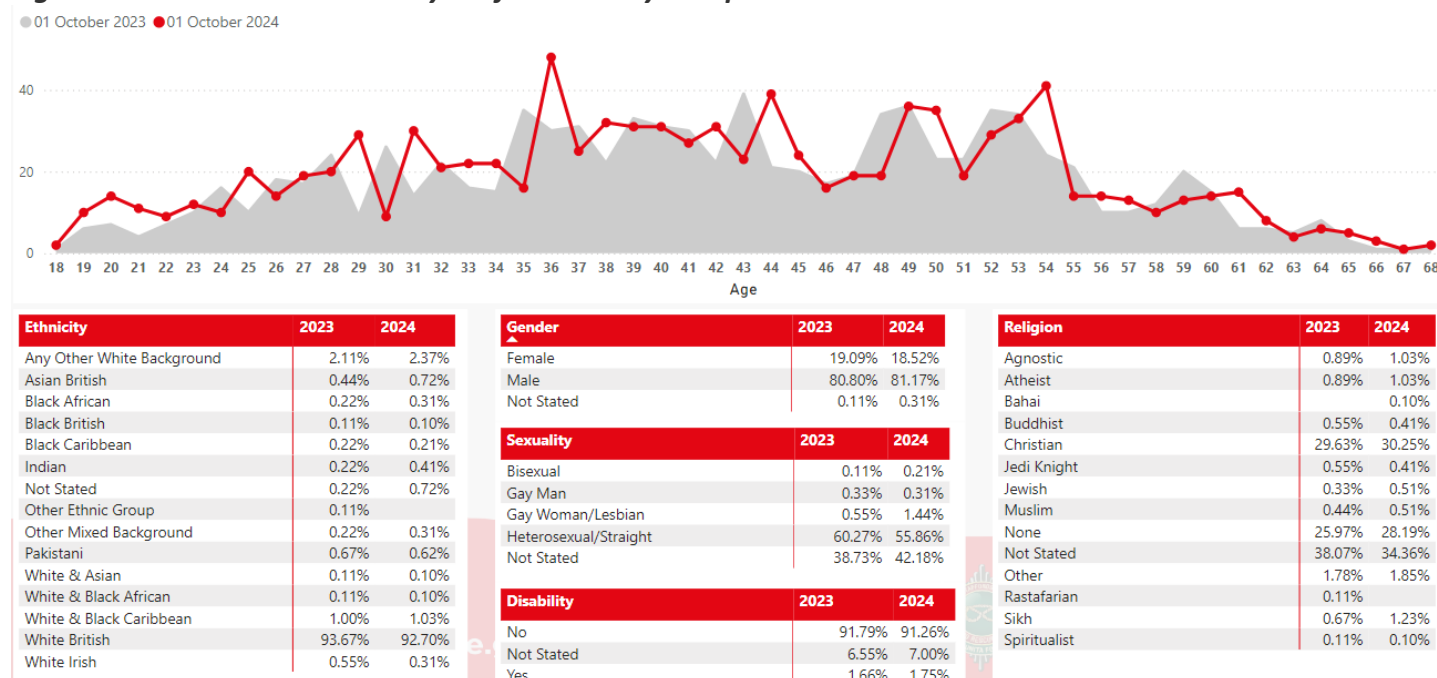 01 October 2023 01 October 2024
40
20
0
18 19 20 21 22 23 24 25 26 27 28 29 30 31 32 33 34 35 36 37 38 39 40 41 42 43 44 45 46 47 48 49 50 51 52 53 54 55 56 57 58 59 60 61 62 63 64 65 66 67 68
Age
Ethnicity 2023 2024
Any Other White Background 2.11% 2.37%
Asian British 0.44% 0.72%
Black African 0.22% 0.31%
Black British 0.11% 0.10%
Black Caribbean 0.22% 0.21%
Indian 0.22% 0.41%
Not Stated 0.22% 0.72%
Other Ethnic Group 0.11%
Other Mixed Background 0.22% 0.31%
Pakistani 0.67% 0.62%
White & Asian 0.11% 0.10%
White & Black African 0.11% 0.10%
White & Black Caribbean 1.00% 1.03%
White British 93.67% 92.70%
White Irish 0.55% 0.31%
Gender 2023 2024
Female 19.09% 18.52%
Male 80.80% 81.17%
Not Stated 0.11% 0.31%
Sexuality 2023 2024
Bisexual 0.11% 0.21%
Gay Man 0.33% 0.31%
Gay Woman/Lesbian 0.55% 1.44%
Heterosexual/Straight 60.27% 55.86%
Not Stated 38.73% 42.18%
Disability 2023 2024
No 91.79% 91.26%
Not Stated 6.55% 7.00%
Yes 1.66% 1.75%
Religion 2023 2024
Agnostic 0.89% 1.03%
Atheist 0.89% 1.03%
Bahai 0.10%
Buddhist 0.55% 0.41%
Christian 29.63% 30.25%
Jedi Knight 0.55% 0.41%
Jewish 0.33% 0.51%
Muslim 0.44% 0.51%
None 25.97% 28.19%
Not Stated 38.07% 34.36%
Other 1.78% 1.85%
Rastafarian 0.11%
Sikh 0.67% 1.23%
Spiritualist 0.11% 0.10%